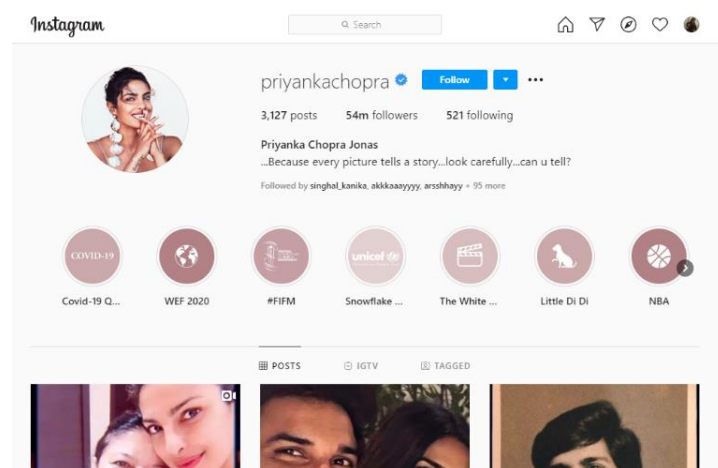 Instagram
Search
priyankachopra Follow
3,127 posts 54m followers 521 following
Priyanka Chopra Jonas
...Because every picture tells a story...look carefully...can u tell?
Followed by singhal_kanika, akkkaaayyyy, arsshhayy + 95 more
COVID-19
unicef
Covid-19 Q... WEF 2020 #FIFM Snowflake ... The White ... Little Di Di NBA
POSTS IGTV TAGGED